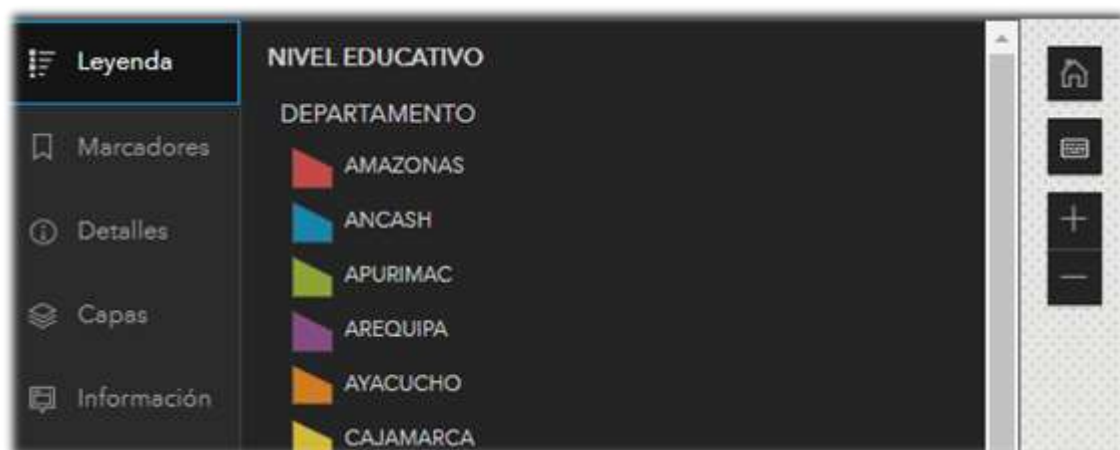 Leyenda
Marcadores
Detalles
Capas
Información
NIVEL EDUCATIVO
DEPARTAMENTO
AMAZONAS
ANCASH
APURIMAC
AREQUIPA
AYACUCHO
CAJAMARCA